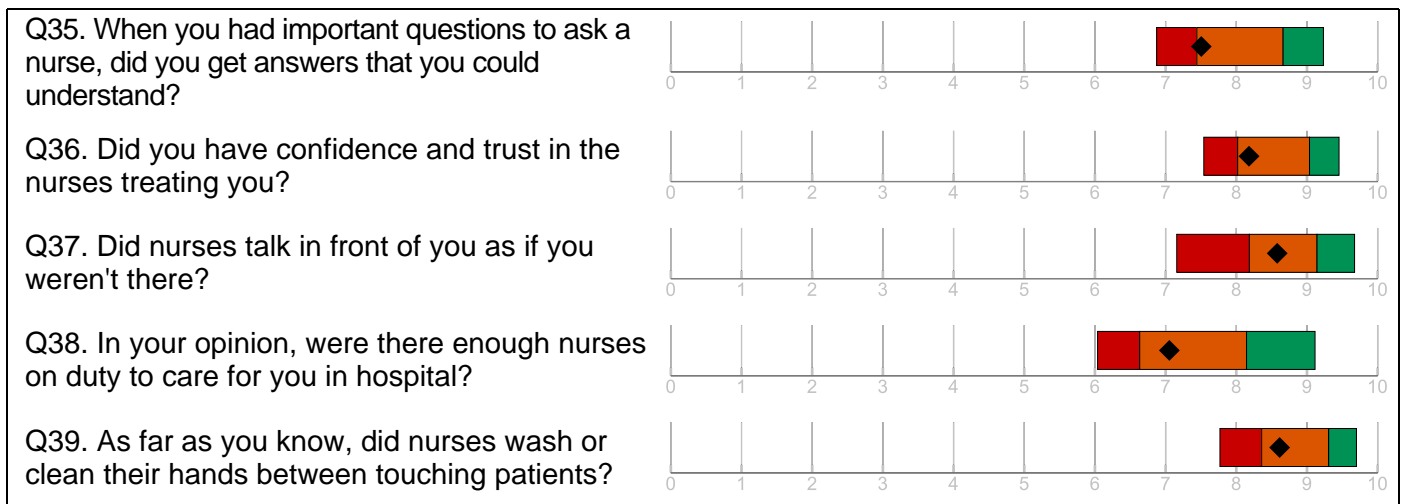 Q35. When you had important questions to ask a
nurse, did you get answers that you could
understand?
0 1 2 3 4 5 6 7 8 9 10
Q36. Did you have confidence and trust in the
nurses treating you?
0 1 2 3 4 5 6 7 8 9 10
Q37. Did nurses talk in front of you as if you
weren't there?
0 1 2 3 4 5 6 7 8 9 10
Q38. In your opinion, were there enough nurses
on duty to care for you in hospital?
0 1 2 3 4 5 6 7 8 9 10
Q39. As far as you know, did nurses wash or
clean their hands between touching patients?
0 1 2 3 4 5 6 7 8 9 10